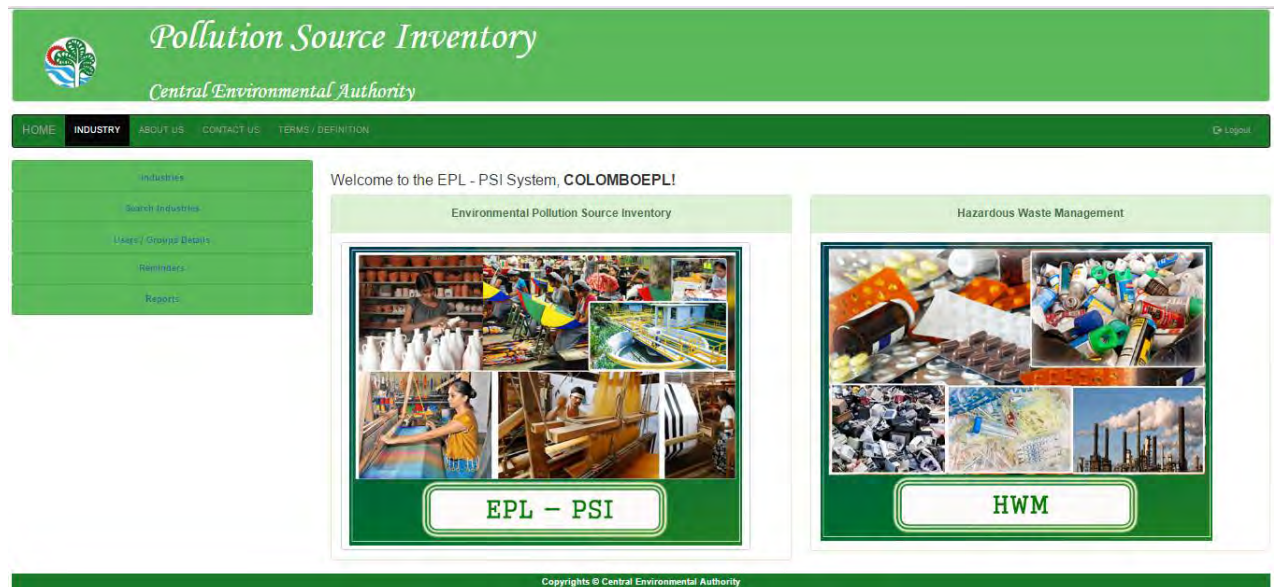 Pollution Source Inventory
Central Environmental Authority
HOME INDUSTRY ABOUT US CONTACT US TERMS / DEFINITION Logout
Industries
Search Industries
Users / Groups Details
Reminders
Reports
Welcome to the EPL - PSI System, COLOMBOEPL!
Environmental Pollution Source Inventory
Hazardous Waste Management
EPL – PSI
HWM
Copyrights © Central Environmental Authority